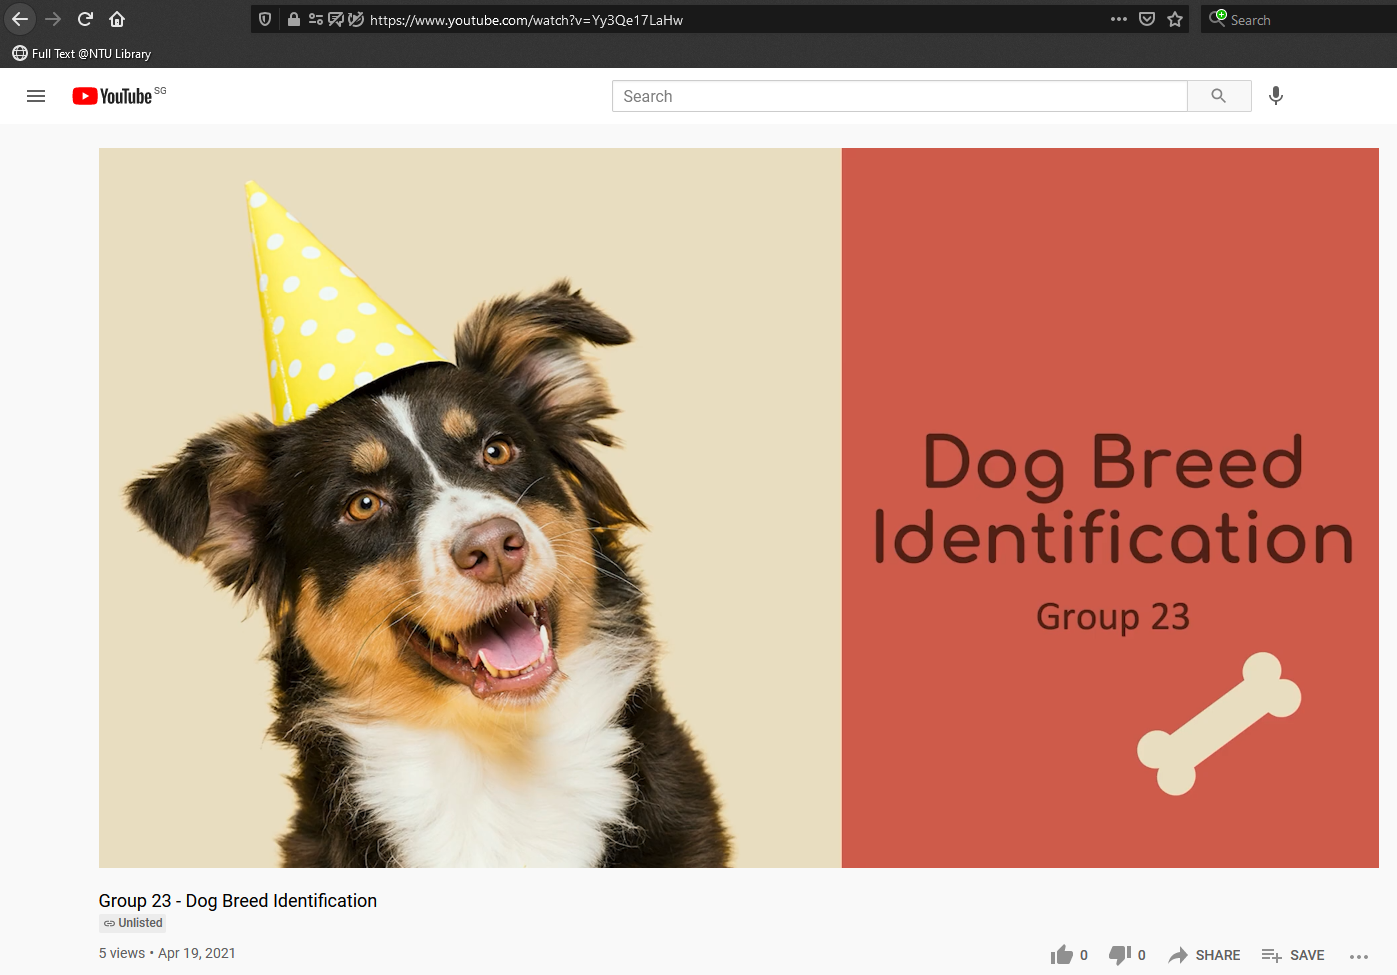 https://www.youtube.com/watch?v=Yy3Qe17LaHw
Search
Full Text @NTU Library
YouTube SG
Search
Dog Breed
Identification
Group 23
Group 23 - Dog Breed Identification
Unlisted
5 views • Apr 19, 2021
0
0
SHARE
SAVE